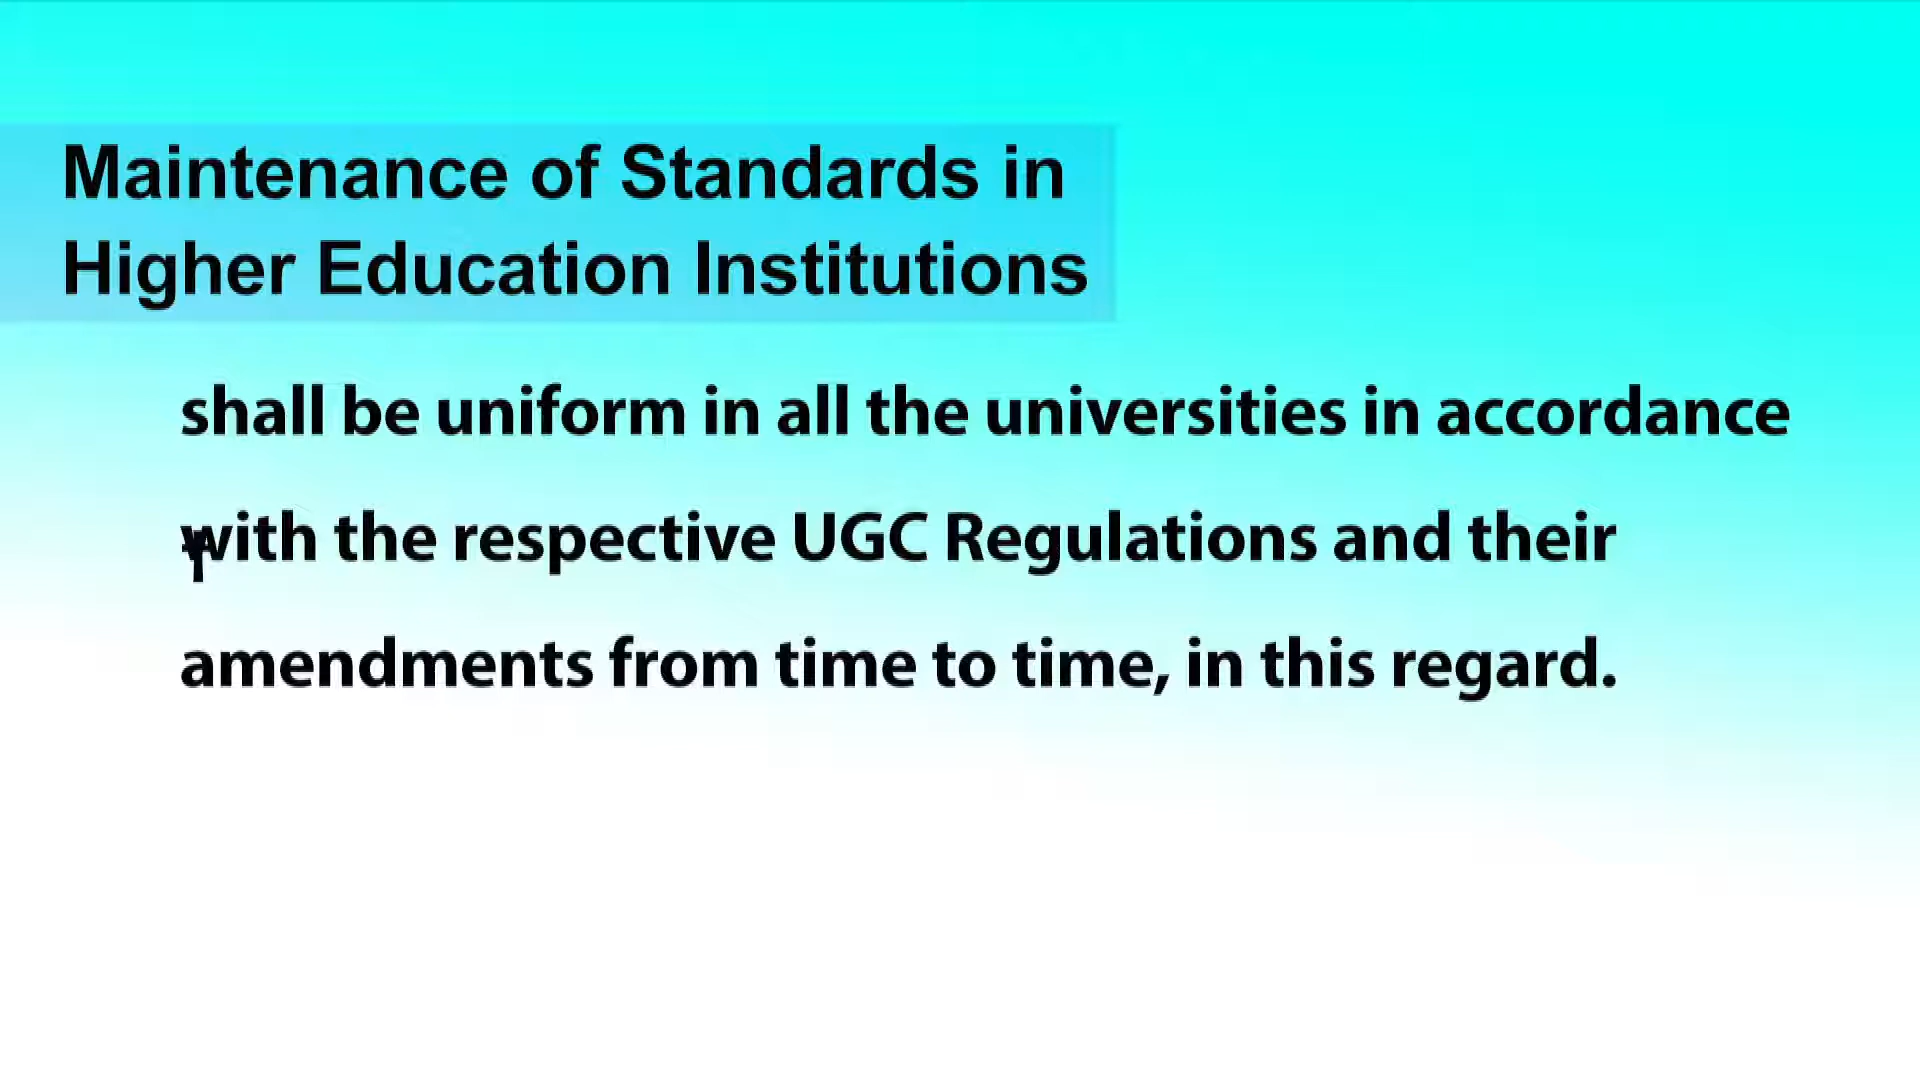 Maintenance of Standards in
Higher Education Institutions
shall be uniform in all the universities in accordance
with the respective UGC Regulations and their
amendments from time to time, in this regard.